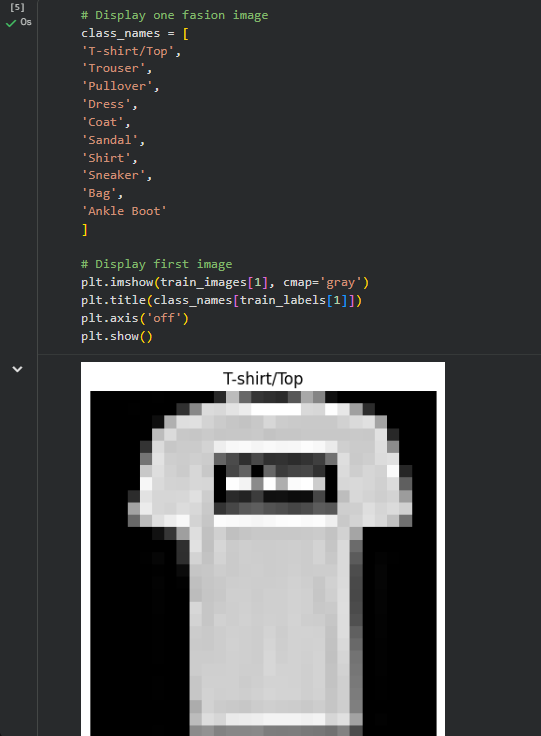 [5]
0s
# Display one fasion image
class_names = [
'T-shirt/Top',
'Trouser',
'Pullover',
'Dress',
'Coat',
'Sandal',
'Shirt',
'Sneaker',
'Bag',
'Ankle Boot'
]
# Display first image
plt.imshow(train_images[1], cmap='gray')
plt.title(class_names[train_labels[1]])
plt.axis('off')
plt.show()
T-shirt/Top